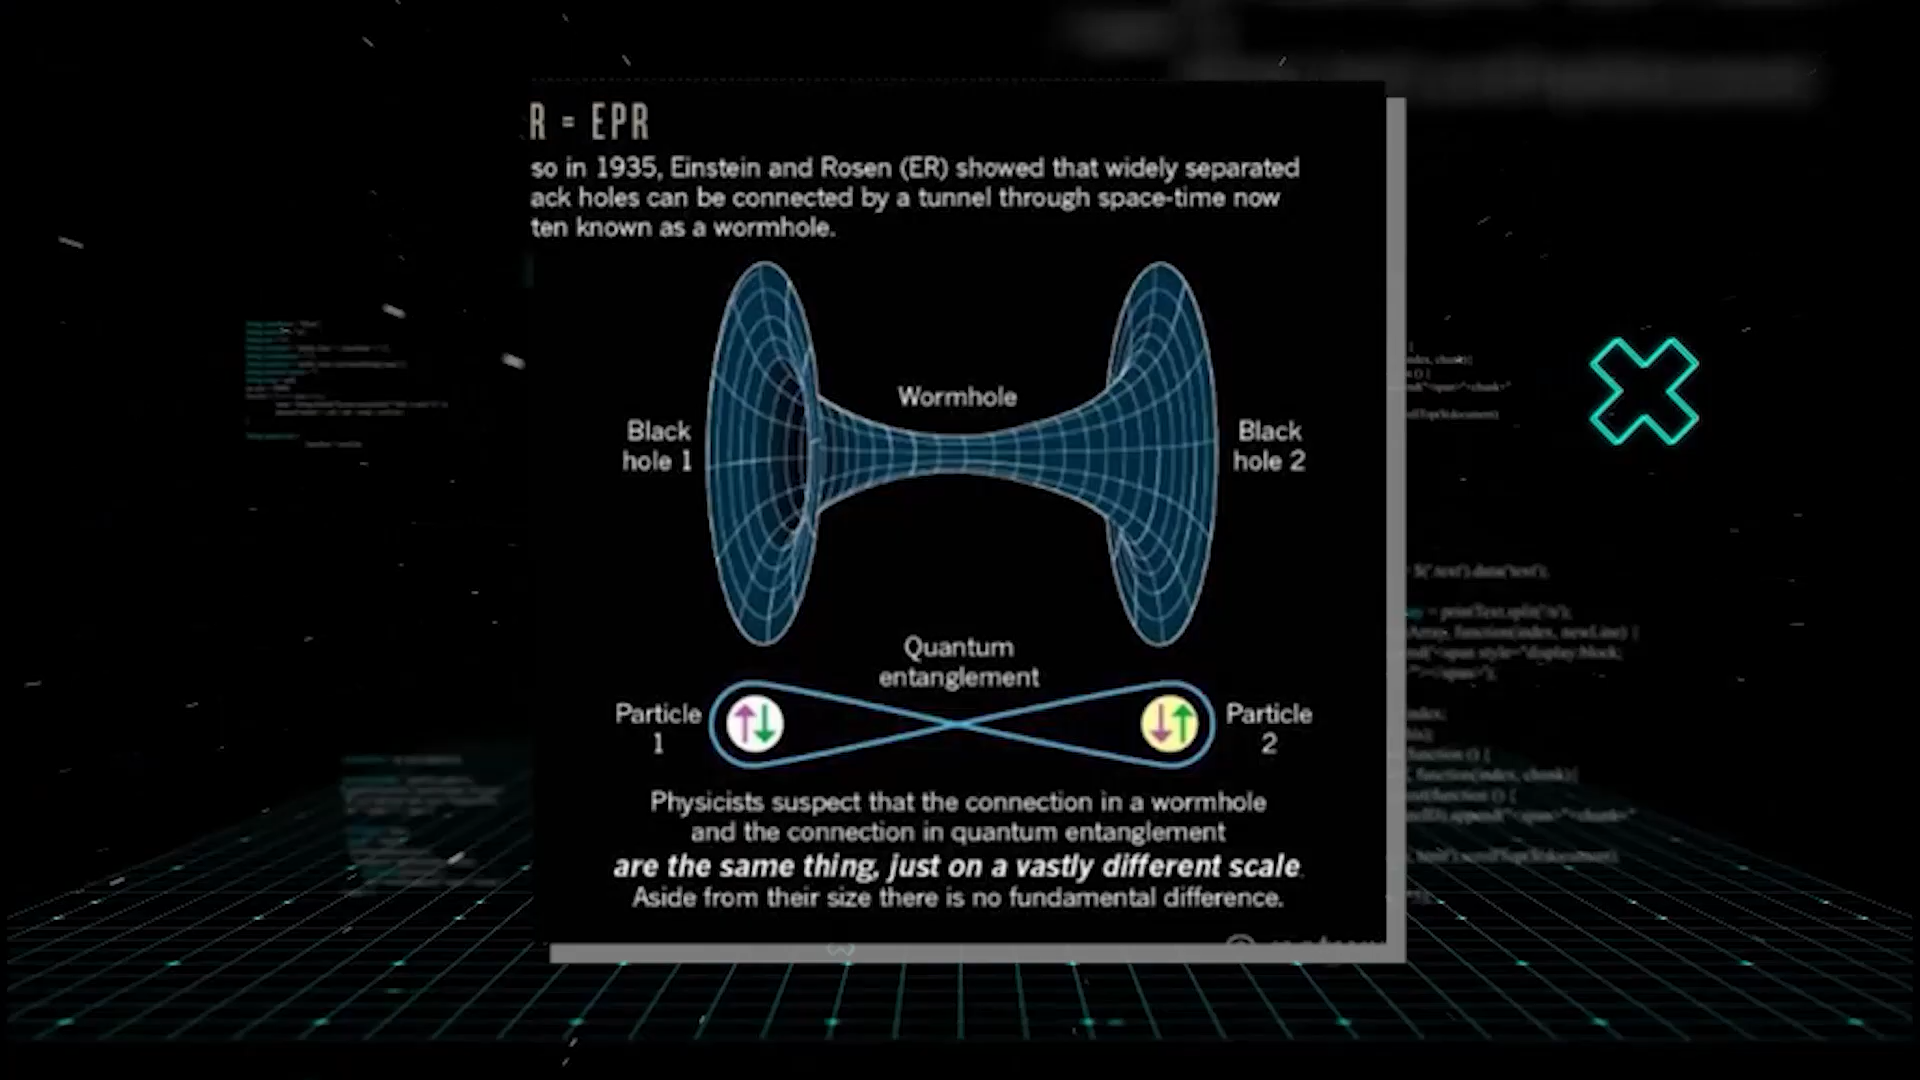 R = EPR
so in 1935, Einstein and Rosen (ER) showed that widely separated
ack holes can be connected by a tunnel through space-time now
ten known as a wormhole.
Wormhole
Black
hole 1
Black
hole 2
Quantum
entanglement
Particle
1
Particle
2
Physicists suspect that the connection in a wormhole
and the connection in quantum entanglement
are the same thing, just on a vastly different scale.
Aside from their size there is no fundamental difference.